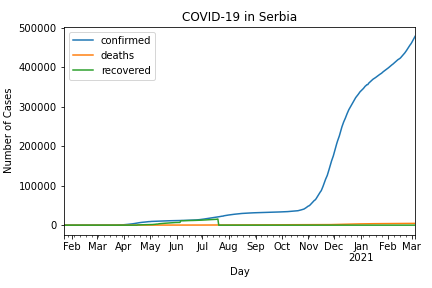 COVID-19 in Serbia
confirmed
deaths
recovered
Number of Cases
500000
400000
300000
200000
100000
0
Feb Mar Apr May Jun Jul Aug Sep Oct Nov Dec Jan Feb Mar
2021
Day